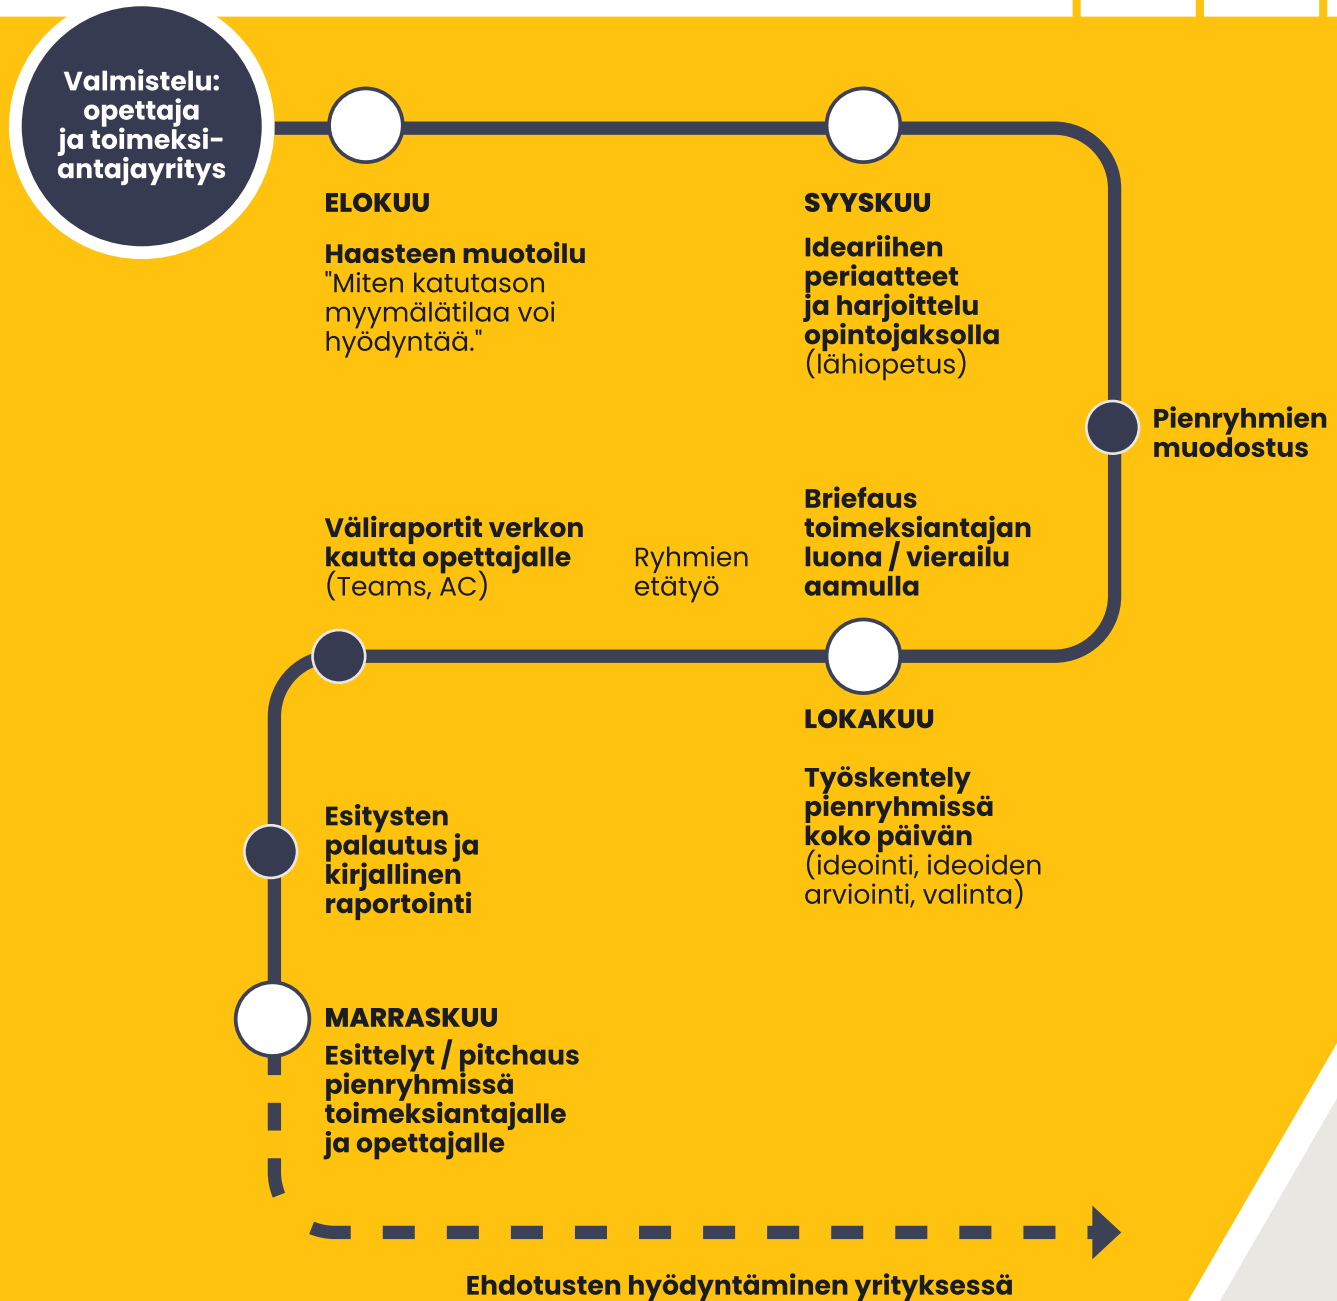 Valmistelu:
opettaja
ja toimeksi-
antajayritys
ELOKUU
Haasteen muotoilu
"Miten katutason
myymälätilaa voi
hyödyntää."
SYYSKUU
Ideariihen
periaatteet
ja harjoittelu
opintojaksolla
(lähiopetus)
Pienryhmien
muodostus
Briefaus
toimeksiantajan
luona / vierailu
aamulla
LOKAKUU
Työskentely
pienryhmissä
koko päivän
(ideointi, ideoiden
arviointi, valinta)
Ryhmien
etätyö
Väliraportit verkon
kautta opettajalle
(Teams, AC)
Esitysten
palautus ja
kirjallinen
raportointi
MARRASKUU
Esittelyt / pitchaus
pienryhmissä
toimeksiantajalle
ja opettajalle
Ehdotusten hyödyntäminen yrityksessä